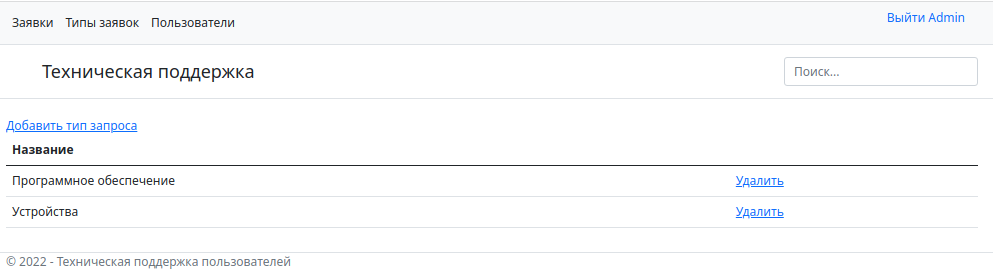 Заявки Типы заявок Пользователи Выйти Admin
Техническая поддержка Поиск...
Добавить тип запроса
Название
Программное обеспечение Удалить
Устройства Удалить
© 2022 - Техническая поддержка пользователей